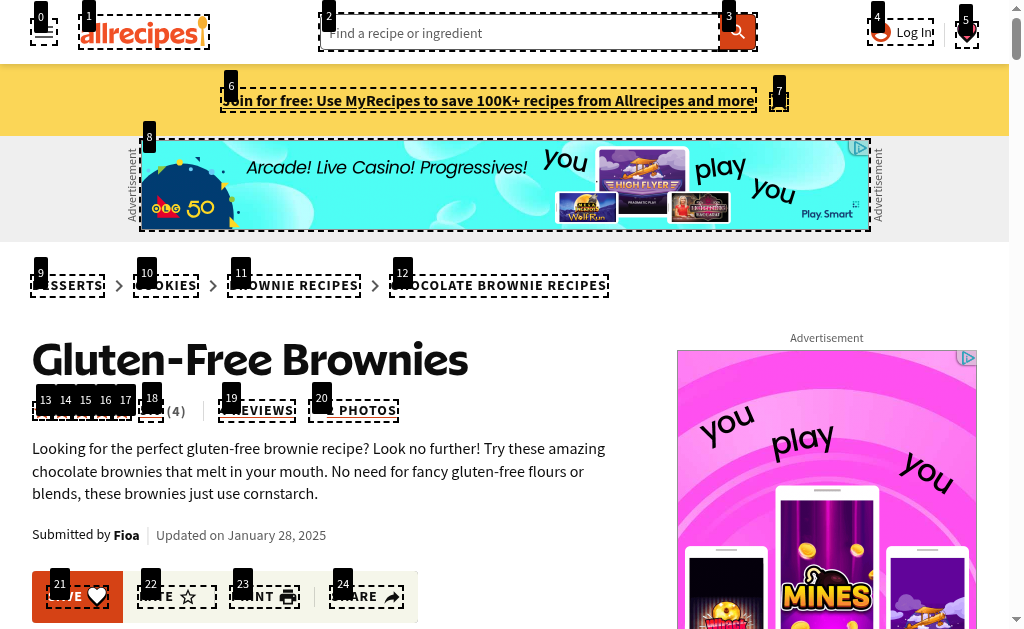 0
1
2
3
4
5
allrecipes
Find a recipe or ingredient
Log In
6
7
Join for free: Use MyRecipes to save 100K+ recipes from Allrecipes and more
8
Advertisement
Arcade! Live Casino! Progressives!
you
play
you
HIGH FLYER
PRAGMATIC PLAY
Wolf Run
OLG 50
Play. Smart
Advertisement
9
10
11
12
DESSERTS
COOKIES
BROWNIE RECIPES
CHOCOLATE BROWNIE RECIPES
Advertisement
Gluten-Free Brownies
13
14
15
16
17
18
19
20
(4)
REVIEWS
2 PHOTOS
Looking for the perfect gluten-free brownie recipe? Look no further! Try these amazing
chocolate brownies that melt in your mouth. No need for fancy gluten-free flours or
blends, these brownies just use cornstarch.
Submitted by Fioa
Updated on January 28, 2025
21
22
23
24
SAVE
RATE
PRINT
SHARE
you
play
you
MINES